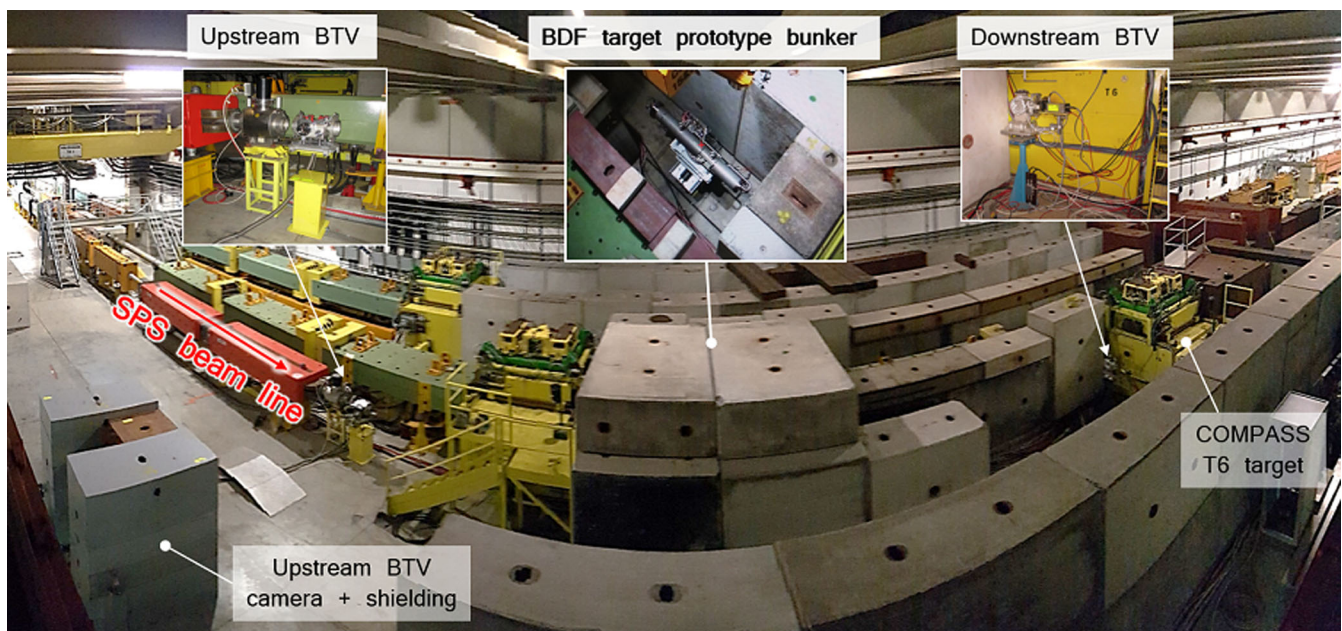 Upstream BTV
BDF target prototype bunker
Downstream BTV
T6
SPS beam line
COMPASS
T6 target
Upstream BTV
camera + shielding